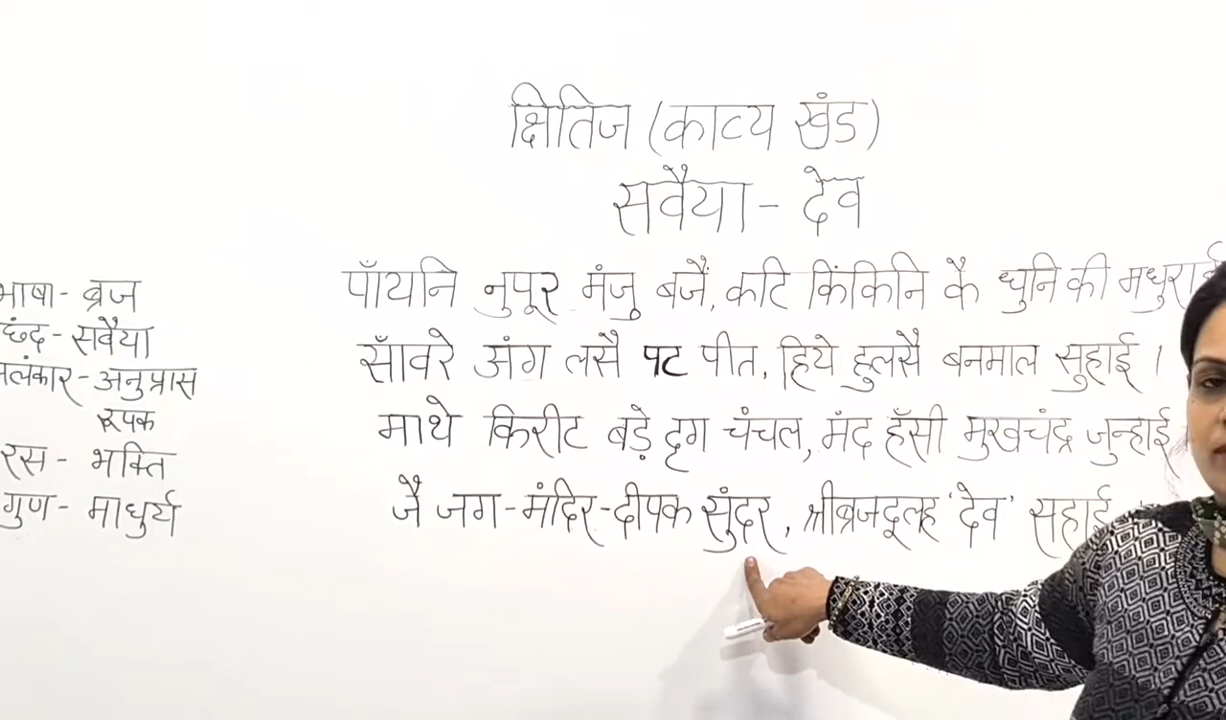 क्षितिज (काव्य खंड)
सवैया - देव
भाषा - ब्रज
छंद - सवैया
अलंकार - अनुप्रास
रूपक
रस - भक्ति
गुण - माधुर्य
पाँयनि नुपूर मंजु बजैं, कटि किंकिनि कै धुनि की मधुराई
साँवरे अंग लसै पट पीत, हिये हुलसै बनमाल सुहाई ।
माथे किरीट बड़े दृग चंचल, मंद हँसी मुखचंद्र जुन्हाई
जै जग-मंदिर-दीपक सुंदर, श्रीब्रजदूलह 'देव' सहाई